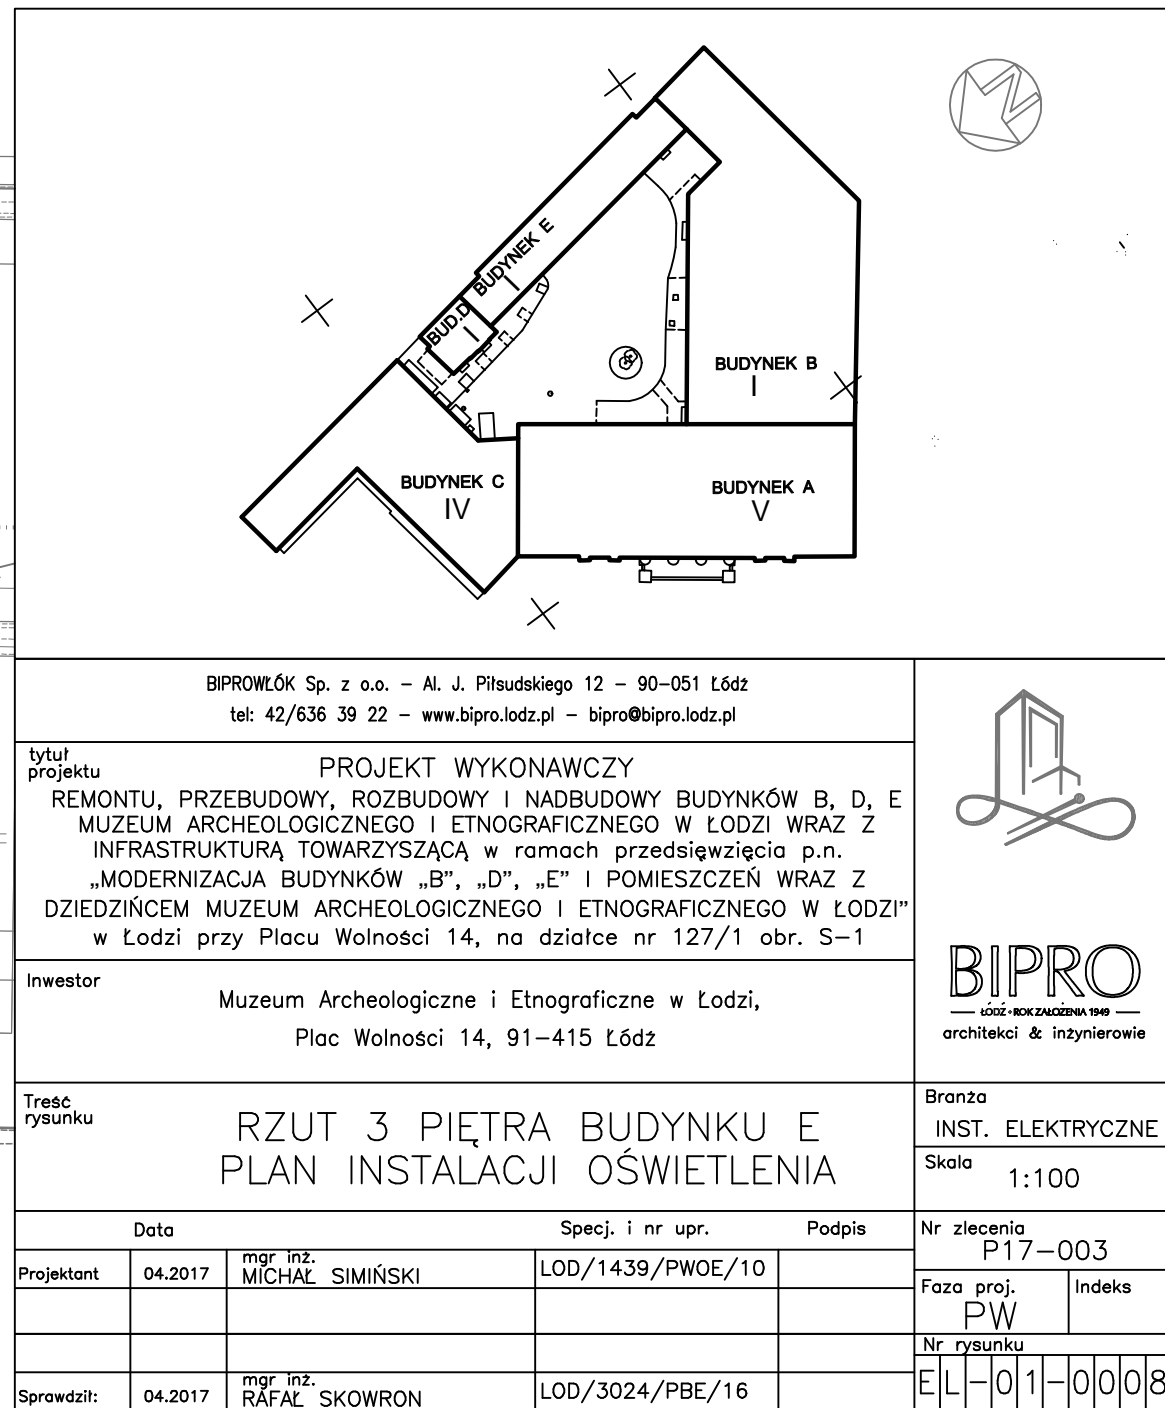 BUDYNEK E
I
BUD.D
I
BUDYNEK B
I
BUDYNEK C
IV
BUDYNEK A
V
N
BIPROWŁÓK Sp. z o.o. – Al. J. Piłsudskiego 12 – 90–051 Łódź
tel: 42/636 39 22 – www.bipro.lodz.pl – bipro@bipro.lodz.pl
tytuł
projektu
PROJEKT WYKONAWCZY
REMONTU, PRZEBUDOWY, ROZBUDOWY I NADBUDOWY BUDYNKÓW B, D, E
MUZEUM ARCHEOLOGICZNEGO I ETNOGRAFICZNEGO W ŁODZI WRAZ Z
INFRASTRUKTURĄ TOWARZYSZĄCĄ w ramach przedsięwzięcia p.n.
„MODERNIZACJA BUDYNKÓW „B”, „D”, „E” I POMIESZCZEŃ WRAZ Z
DZIEDZIŃCEM MUZEUM ARCHEOLOGICZNEGO I ETNOGRAFICZNEGO W ŁODZI”
w Łodzi przy Placu Wolności 14, na działce nr 127/1 obr. S–1
Inwestor
Muzeum Archeologiczne i Etnograficzne w Łodzi,
Plac Wolności 14, 91–415 Łódź
BIPRO
ŁÓDŹ • ROK ZAŁOŻENIA 1949
architekci & inżynierowie
Treść
rysunku
RZUT 3 PIĘTRA BUDYNKU E
PLAN INSTALACJI OŚWIETLENIA
Branża
INST. ELEKTRYCZNE
Skala
1:100
Data
Specj. i nr upr.
Podpis
Nr zlecenia
P17–003
Projektant
04.2017
mgr inż.
MICHAŁ SIMIŃSKI
LOD/1439/PWOE/10
Faza proj.
PW
Indeks
Nr rysunku
EL–01–0008
Sprawdził:
04.2017
mgr inż.
RAFAŁ SKOWRON
LOD/3024/PBE/16